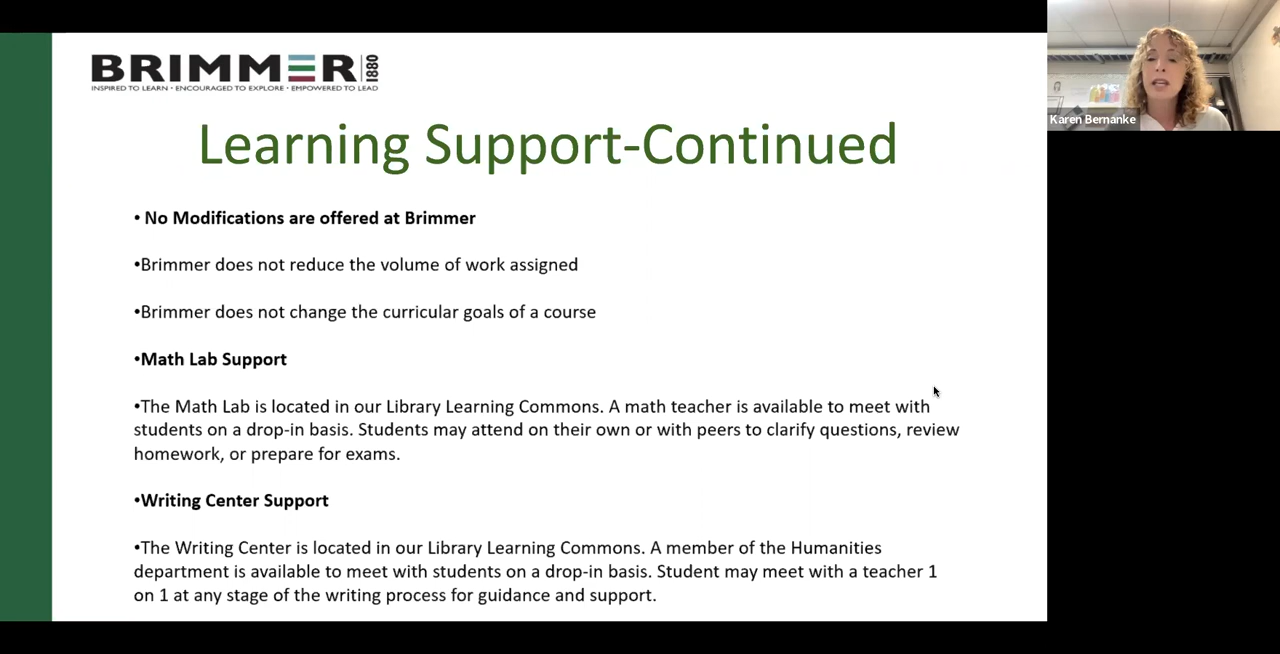 BRIMMER 1880
INSPIRED TO LEARN • ENCOURAGED TO EXPLORE • EMPOWERED TO LEAD
Karen Bernanke
Learning Support-Continued
• No Modifications are offered at Brimmer
•Brimmer does not reduce the volume of work assigned
•Brimmer does not change the curricular goals of a course
•Math Lab Support
•The Math Lab is located in our Library Learning Commons. A math teacher is available to meet with
students on a drop-in basis. Students may attend on their own or with peers to clarify questions, review
homework, or prepare for exams.
•Writing Center Support
•The Writing Center is located in our Library Learning Commons. A member of the Humanities
department is available to meet with students on a drop-in basis. Student may meet with a teacher 1
on 1 at any stage of the writing process for guidance and support.